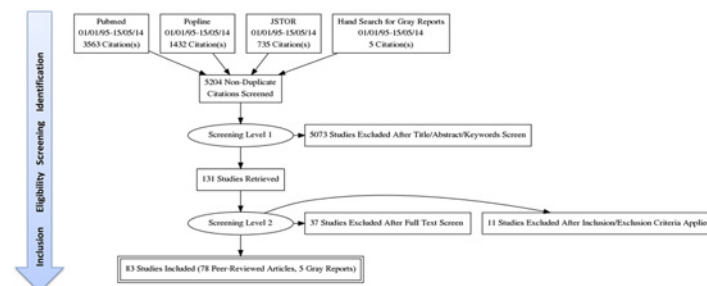 Pubmed
01/01/95-15/05/14
3563 Citation(s)
Popline
01/01/95-15/05/14
1432 Citation(s)
JSTOR
01/01/95-15/05/14
735 Citation(s)
Hand Search for Gray Reports
01/01/95-15/05/14
5 Citation(s)
5204 Non-Duplicate
Citations Screened
Screening Level 1
5073 Studies Excluded After Title/Abstract/Keywords Screen
131 Studies Retrieved
Screening Level 2
37 Studies Excluded After Full Text Screen
11 Studies Excluded After Inclusion/Exclusion Criteria Applied
83 Studies Included (78 Peer-Reviewed Articles, 5 Gray Reports)
Inclusion Eligibility Screening Identification